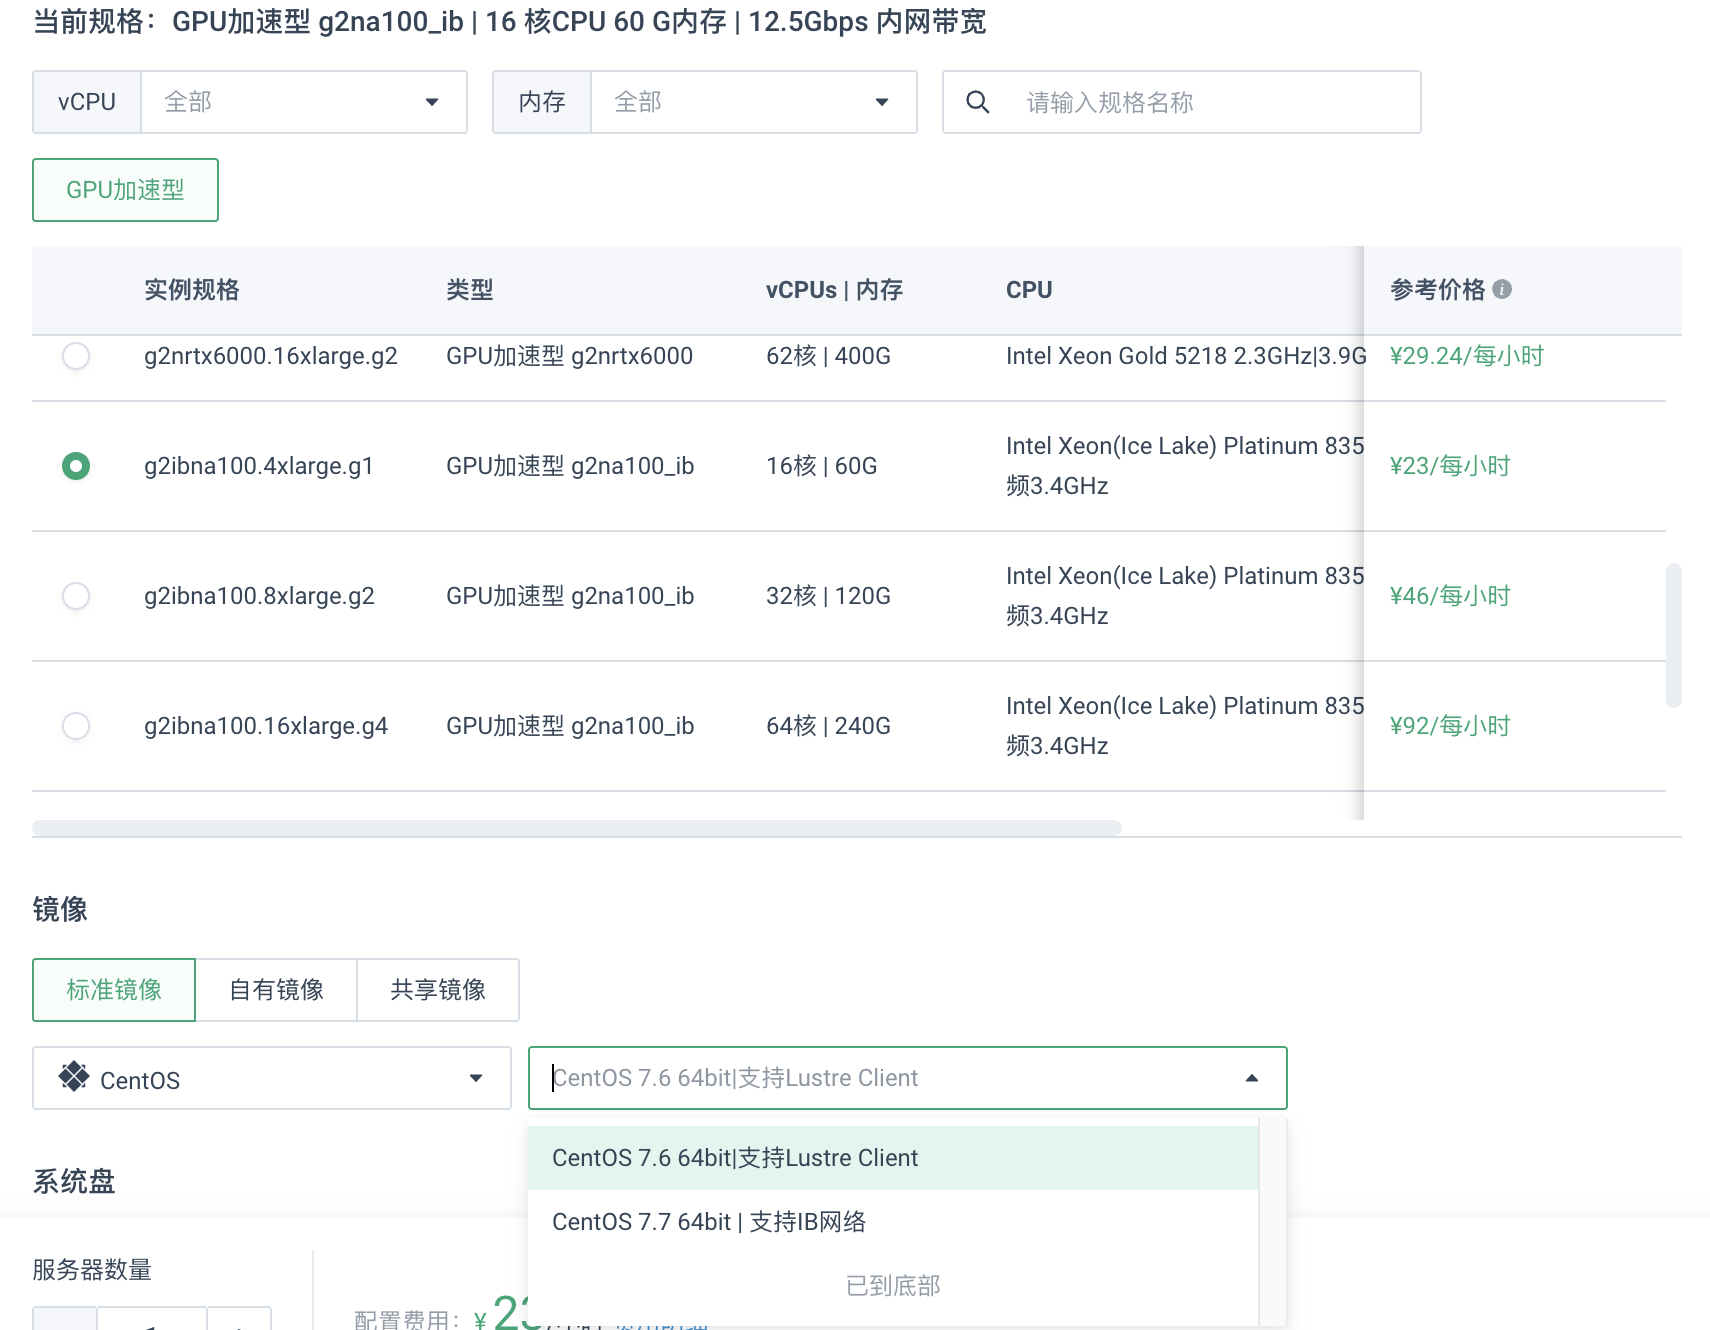 当前规格：GPU加速型 g2na100_ib | 16 核CPU 60 G内存 | 12.5Gbps 内网带宽
vCPU 全部 内存 全部 请输入规格名称
GPU加速型
实例规格 类型 vCPUs | 内存 CPU 参考价格
g2nrtx6000.16xlarge.g2 GPU加速型 g2nrtx6000 62核 | 400G Intel Xeon Gold 5218 2.3GHz|3.9G ¥29.24/每小时
g2ibna100.4xlarge.g1 GPU加速型 g2na100_ib 16核 | 60G Intel Xeon(Ice Lake) Platinum 835 ¥23/每小时
频3.4GHz
g2ibna100.8xlarge.g2 GPU加速型 g2na100_ib 32核 | 120G Intel Xeon(Ice Lake) Platinum 835 ¥46/每小时
频3.4GHz
g2ibna100.16xlarge.g4 GPU加速型 g2na100_ib 64核 | 240G Intel Xeon(Ice Lake) Platinum 835 ¥92/每小时
频3.4GHz
镜像
标准镜像 自有镜像 共享镜像
CentOS CentOS 7.6 64bit|支持Lustre Client
CentOS 7.6 64bit|支持Lustre Client
系统盘
CentOS 7.7 64bit | 支持IB网络
服务器数量
已到底部
配置费用：¥ 23